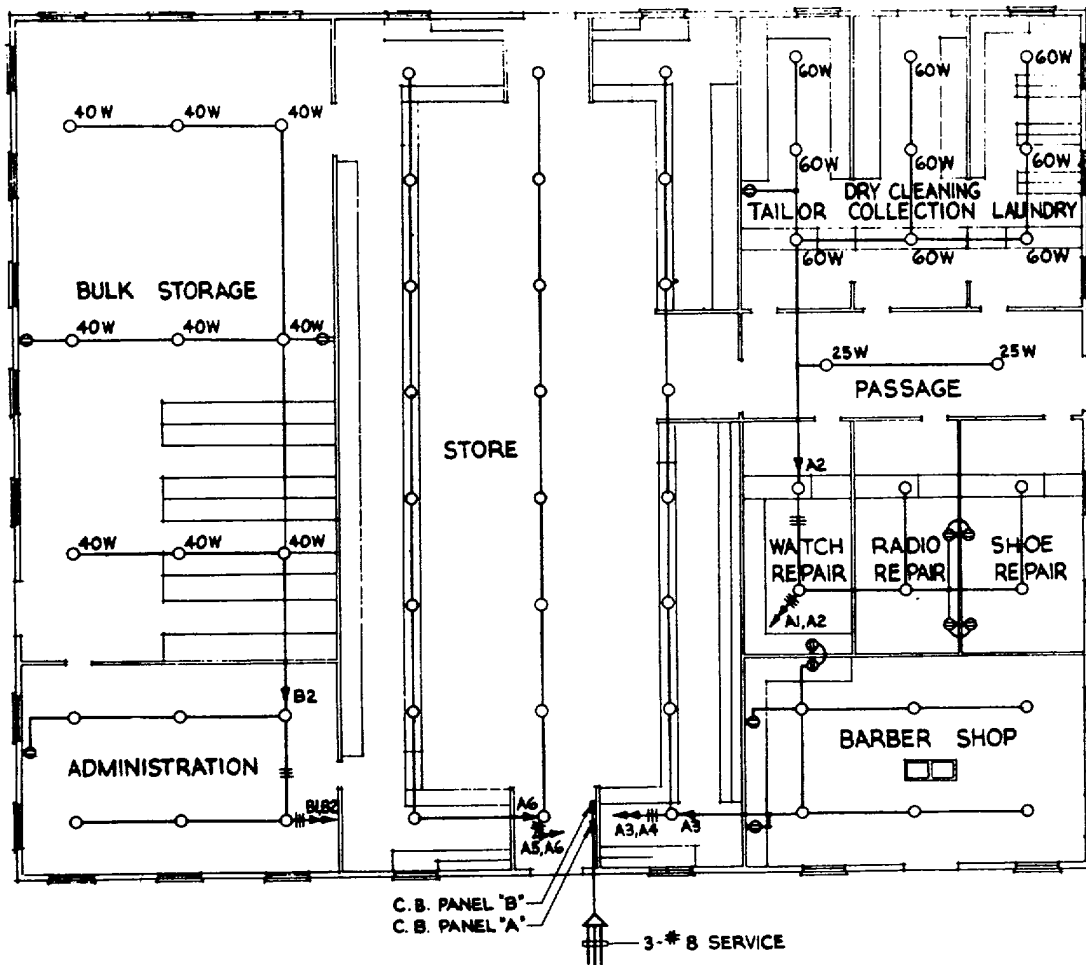 60W 60W 60W
40W 40W 40W
60W 60W 60W
DRY CLEANING
TAILOR COLLECTION LAUNDRY
60W 60W 60W
BULK STORAGE
40W 40W 40W
25W 25W
PASSAGE
STORE
A2
40W 40W 40W
WATCH REPAIR
RADIO REPAIR
SHOE REPAIR
A1, A2
B2
ADMINISTRATION
BARBER SHOP
B1,B2
A6
A5, A6
A3, A4
A3
C.B. PANEL "B"
C.B. PANEL "A"
3-# 8 SERVICE